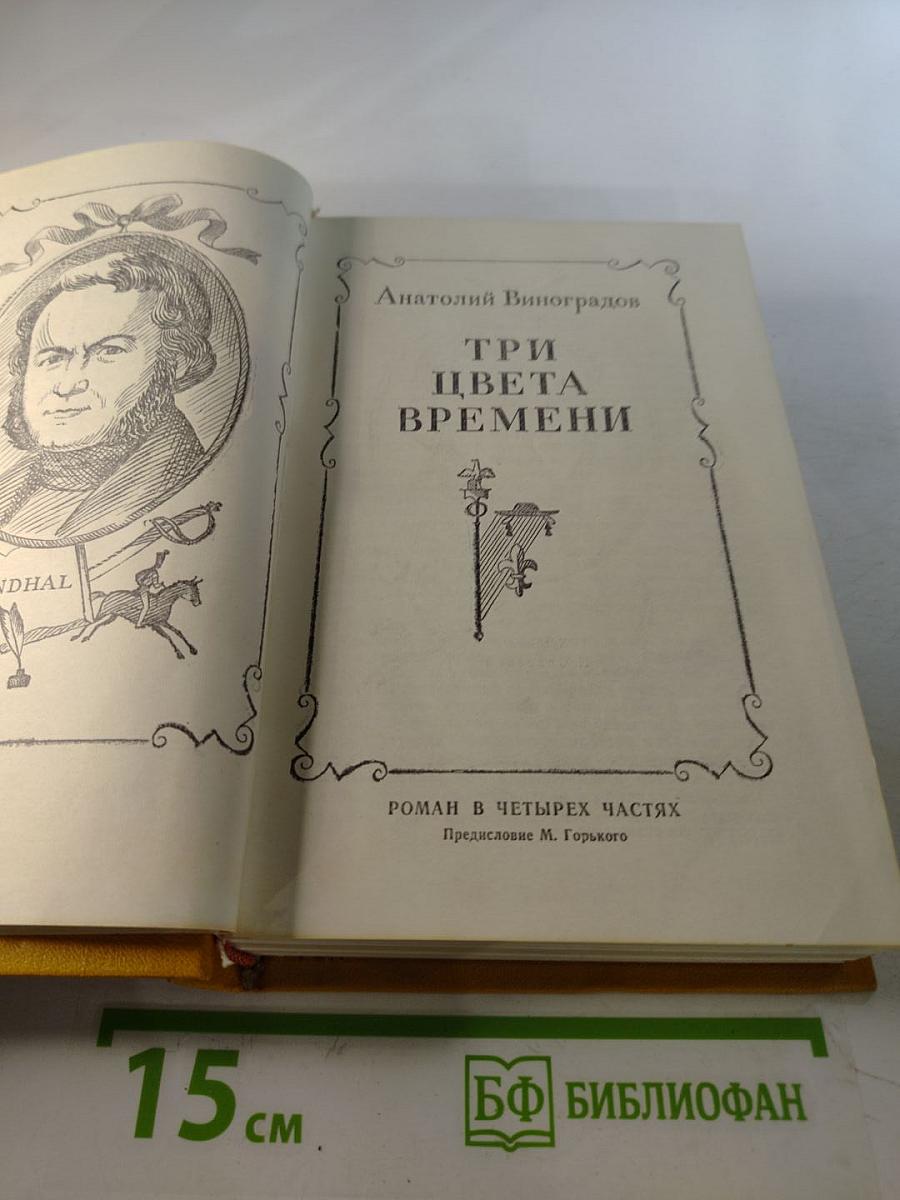 NDHAL
Анатолий Виноградов
ТРИ
ЦВЕТА
ВРЕМЕНИ
РОМАН В ЧЕТЫРЕХ ЧАСТЯХ
Предисловие М. Горького
15 см
БФ БИБЛИОФАН